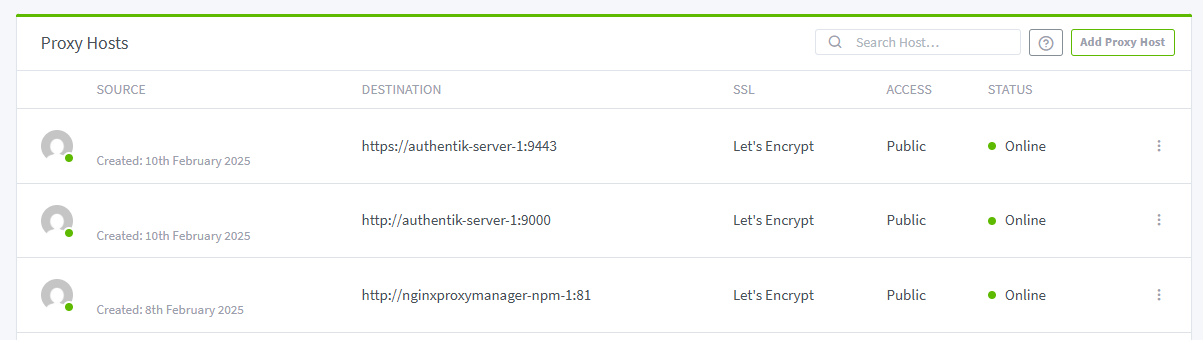 Proxy Hosts
Search Host...
Add Proxy Host
SOURCE DESTINATION SSL ACCESS STATUS
https://authentik-server-1:9443 Let's Encrypt Public Online
Created: 10th February 2025
http://authentik-server-1:9000 Let's Encrypt Public Online
Created: 10th February 2025
http://nginxproxymanager-npm-1:81 Let's Encrypt Public Online
Created: 8th February 2025